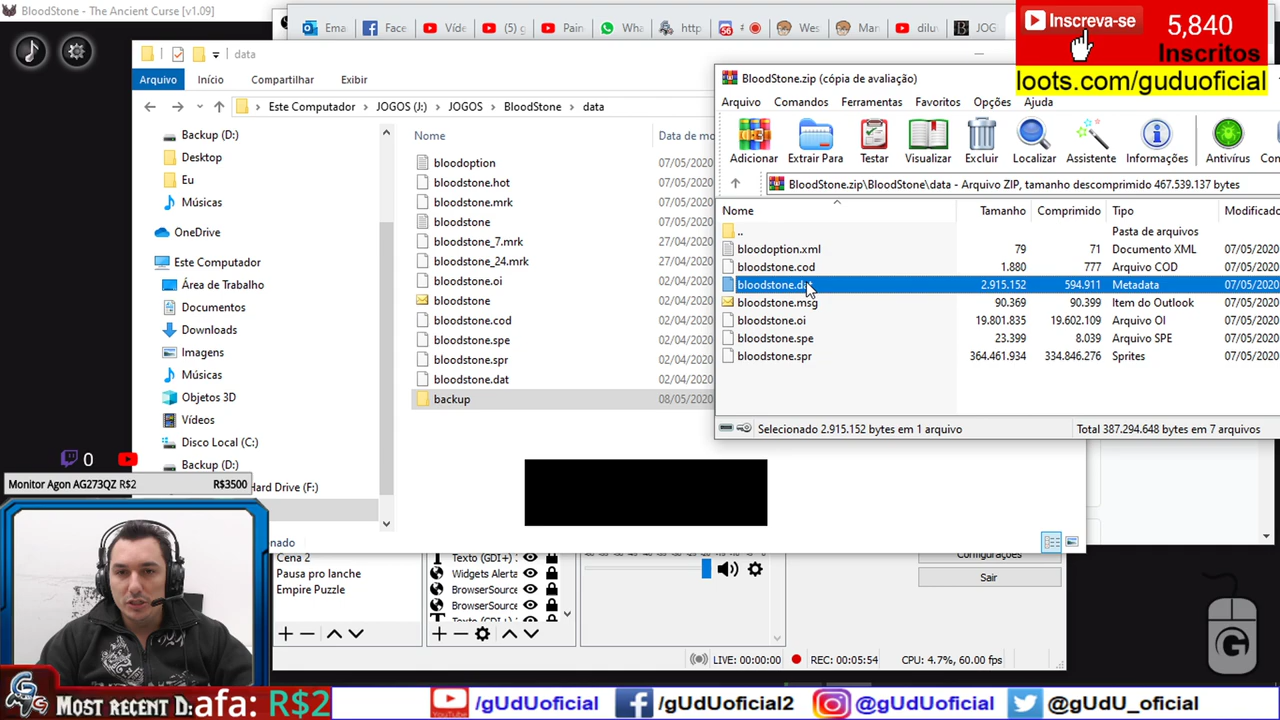 BloodStone - The Ancient Curse [v1.09]
Ema
Face
Víde
(5) g
Pain
Wha
http
56
Wes
Mar
dilu
JOG
Inscreva-se
5,840
Inscritos
loots.com/guduoficial
data
Arquivo
Início
Compartilhar
Exibir
Este Computador > JOGOS (J:) > JOGOS > BloodStone > data
Backup (D:)
Desktop
Eu
Músicas
OneDrive
Este Computador
Área de Trabalho
Documentos
Downloads
Imagens
Músicas
Objetos 3D
Vídeos
Disco Local (C:)
Backup (D:)
Hard Drive (F:)
Nome
Data de mo
bloodoption 07/05/2020
bloodstone.hot 07/05/2020
bloodstone.mrk 07/05/2020
bloodstone 07/05/2020
bloodstone_7.mrk 27/04/2020
bloodstone_24.mrk 27/04/2020
bloodstone.oi 02/04/2020
bloodstone 02/04/2020
bloodstone.cod 02/04/2020
bloodstone.spe 02/04/2020
bloodstone.spr 02/04/2020
bloodstone.dat 02/04/2020
backup 08/05/2020
BloodStone.zip (cópia de avaliação)
Arquivo
Comandos
Ferramentas
Favoritos
Opções
Ajuda
Adicionar
Extrair Para
Testar
Visualizar
Excluir
Localizar
Assistente
Informações
Antivírus
Con
BloodStone.zip\BloodStone\data - Arquivo ZIP, tamanho descomprimido 467.539.137 bytes
Nome Tamanho Comprimido Tipo Modificado
.. Pasta de arquivos
bloodoption.xml 79 71 Documento XML 07/05/2020
bloodstone.cod 1.880 777 Arquivo COD 07/05/2020
bloodstone.dat 2.915.152 594.911 Metadata 07/05/2020
bloodstone.msg 90.369 90.399 Item do Outlook 07/05/2020
bloodstone.oi 19.801.835 19.602.109 Arquivo OI 07/05/2020
bloodstone.spe 23.399 8.039 Arquivo SPE 07/05/2020
bloodstone.spr 364.461.934 334.846.276 Sprites 07/05/2020
Selecionado 2.915.152 bytes em 1 arquivo
Total 387.294.648 bytes em 7 arquivos
0
Monitor Agon AG273QZ R$2 R$3500
onado
Cena 2
Pausa pro lanche
Empire Puzzle
Texto (GDI+)
Widgets Alerta
BrowserSource
BrowserSource
Texto (GDI+)
Configurações
Sair
LIVE: 00:00:00
REC: 00:05:54
CPU: 4.7%, 60.00 fps
G
Most recent D: afa: R$2
YouTube
/gUdUoficial
/gUdUoficial2
@gUdUoficial
@gUdU_oficial